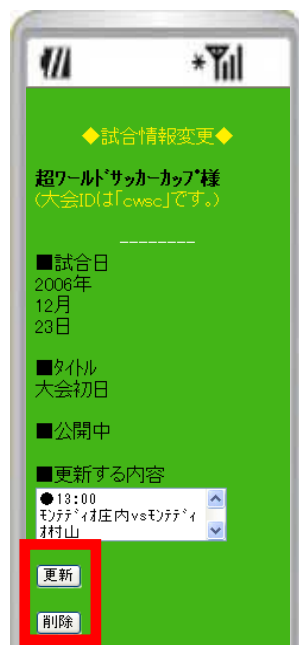 ◆試合情報変更◆
超ワールドサッカーカップ様
(大会IDは「cwsc」です。)
--------
■試合日
2006年
12月
23日
■タイトル
大会初日
■公開中
■更新する内容
●13:00
モンテディオ庄内vsモンテディ
オ村山
更新
削除